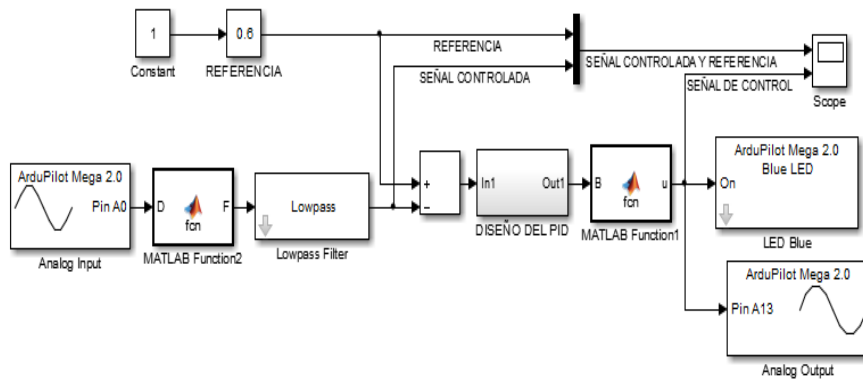 1
Constant
0.6
REFERENCIA
REFERENCIA
SEÑAL CONTROLADA
SEÑAL CONTROLADA Y REFERENCIA
SEÑAL DE CONTROL
Scope
ArduPilot Mega 2.0
Pin A0
Analog Input
D
F
fcn
MATLAB Function2
Lowpass
Lowpass Filter
+
−
In1
Out1
DISEÑO DEL PID
B
u
fcn
MATLAB Function1
ArduPilot Mega 2.0
Blue LED
On
LED Blue
ArduPilot Mega 2.0
Pin A13
Analog Output